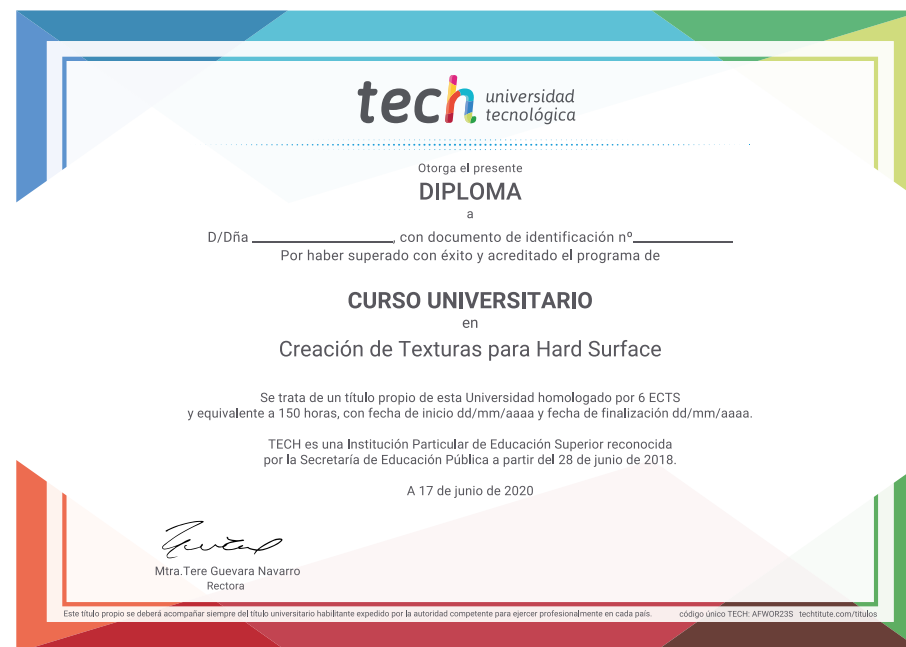 tech universidad
tecnológica
Otorga el presente
DIPLOMA
a
D/Dña ____________________, con documento de identificación nº______________
Por haber superado con éxito y acreditado el programa de
CURSO UNIVERSITARIO
en
Creación de Texturas para Hard Surface
Se trata de un título propio de esta Universidad homologado por 6 ECTS
y equivalente a 150 horas, con fecha de inicio dd/mm/aaaa y fecha de finalización dd/mm/aaaa.
TECH es una Institución Particular de Educación Superior reconocida
por la Secretaría de Educación Pública a partir del 28 de junio de 2018.
A 17 de junio de 2020
Mtra.Tere Guevara Navarro
Rectora
Este título propio se deberá acompañar siempre del título universitario habilitante expedido por la autoridad competente para ejercer profesionalmente en cada país. código único TECH: AFWOR23S techtitute.com/títulos